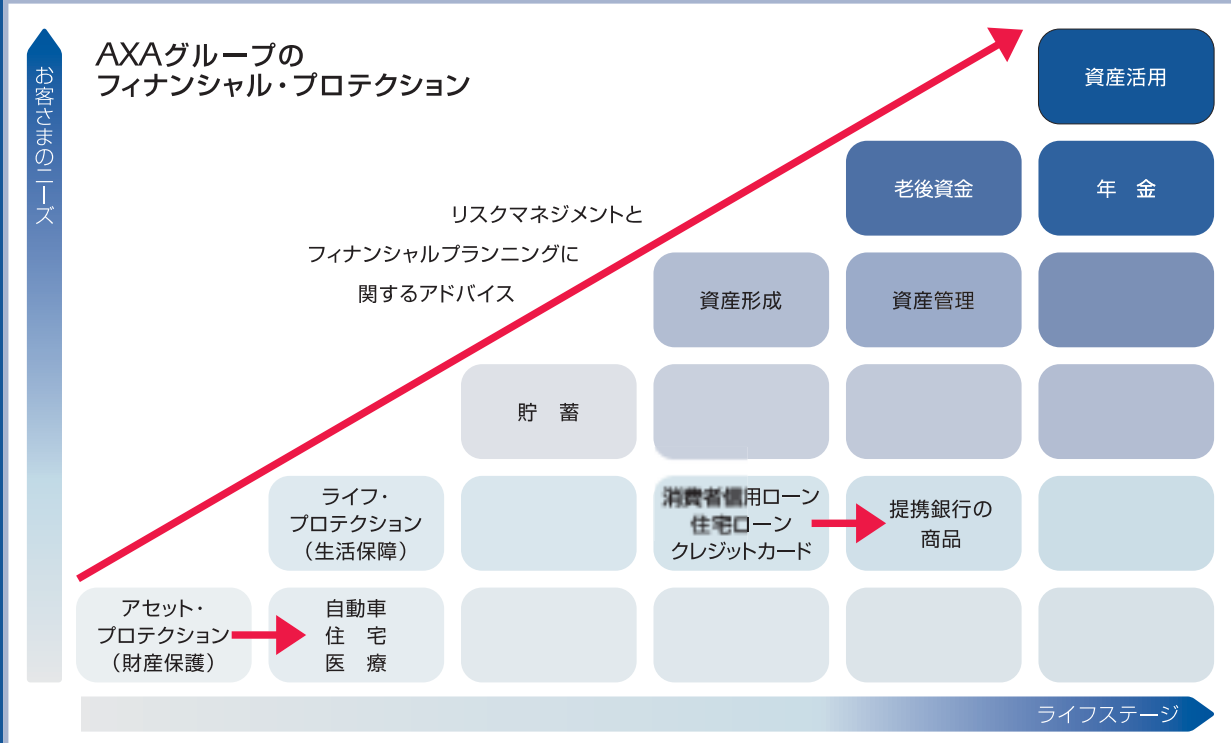 AXAグループの
フィナンシャル・プロテクション
お客さまのニーズ
資産活用
老後資金
年　金
リスクマネジメントと
フィナンシャルプランニングに
関するアドバイス
資産形成
資産管理
貯　蓄
ライフ・
プロテクション
（生活保障）
消費者信用ローン
住宅ローン
クレジットカード
提携銀行の
商品
アセット・
プロテクション
（財産保護）
自動車
住　宅
医　療
ライフステージ